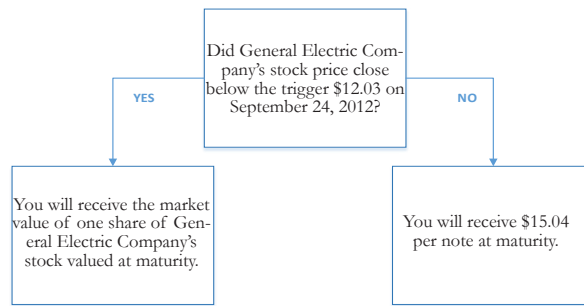 Did General Electric Com-
pany's stock price close
below the trigger $12.03 on
September 24, 2012?
YES
NO
You will receive the market
value of one share of Gen-
eral Electric Company's
stock valued at maturity.
You will receive $15.04
per note at maturity.